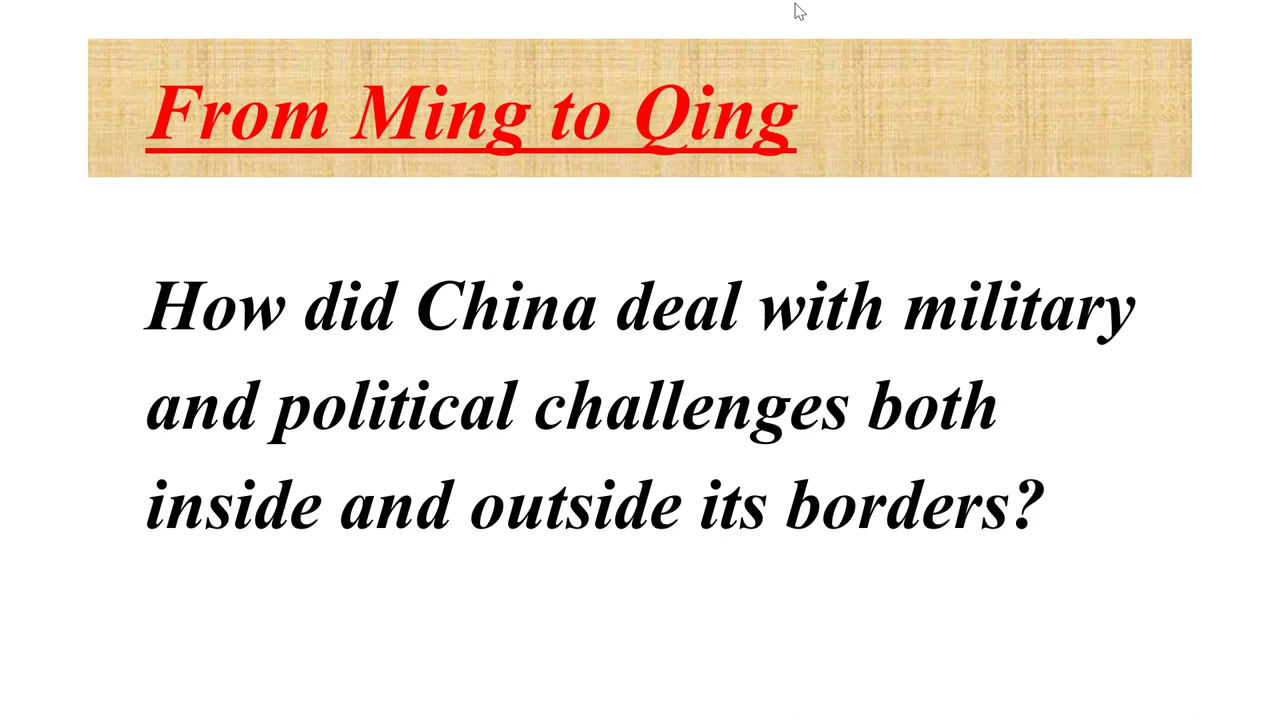 From Ming to Qing
How did China deal with military
and political challenges both
inside and outside its borders?